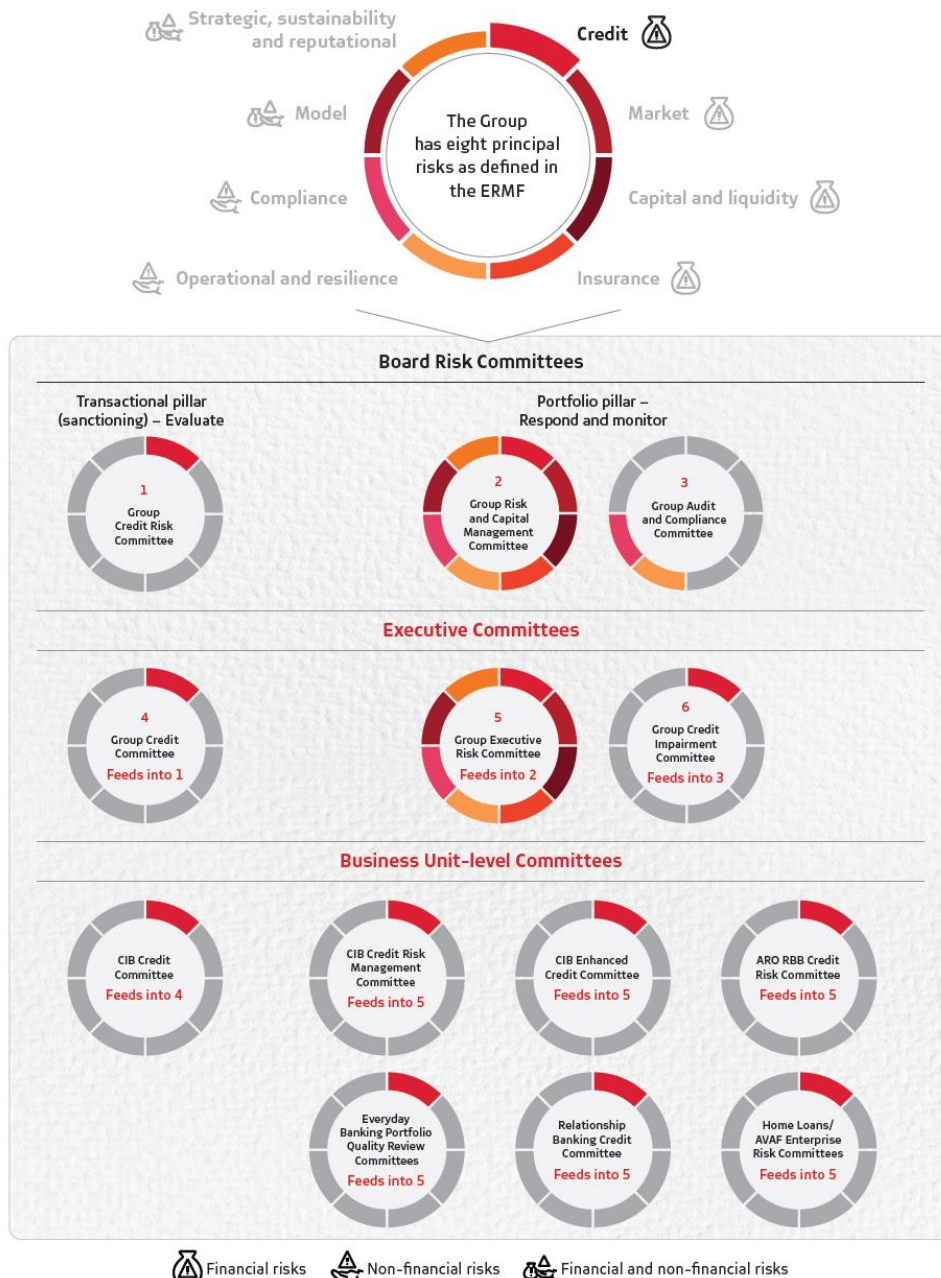 Strategic, sustainability
and reputational
Credit
Model
The Group
has eight principal
risks as defined in
the ERMF
Market
Compliance
Capital and liquidity
Operational and resilience
Insurance
Board Risk Committees
Transactional pillar
(sanctioning) – Evaluate
Portfolio pillar –
Respond and monitor
1
Group
Credit Risk
Committee
2
Group Risk
and Capital
Management
Committee
3
Group Audit
and Compliance
Committee
Executive Committees
4
Group Credit
Committee
Feeds into 1
5
Group Executive
Risk Committee
Feeds into 2
6
Group Credit
Impairment
Committee
Feeds into 3
Business Unit-level Committees
CIB Credit
Committee
Feeds into 4
CIB Credit Risk
Management
Committee
Feeds into 5
CIB Enhanced
Credit Committee
Feeds into 5
ARO RBB Credit
Risk Committee
Feeds into 5
Everyday
Banking Portfolio
Quality Review
Committees
Feeds into 5
Relationship
Banking Credit
Committee
Feeds into 5
Home Loans/
AVAF Enterprise
Risk Committees
Feeds into 5
Financial risks
Non-financial risks
Financial and non-financial risks